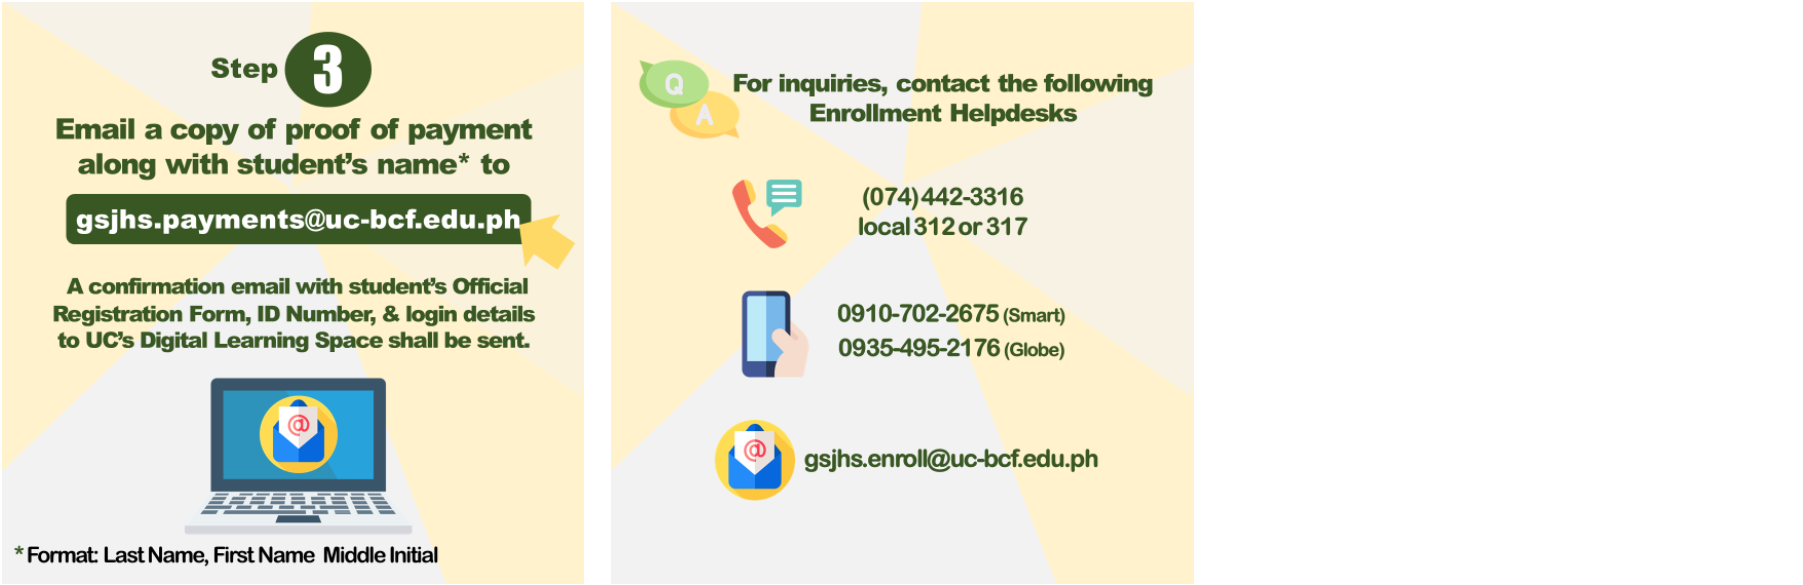 Step 3
Email a copy of proof of payment
along with student's name* to
gsjhs.payments@uc-bcf.edu.ph
A confirmation email with student's Official
Registration Form, ID Number, & login details
to UC's Digital Learning Space shall be sent.
@
* Format: Last Name, First Name Middle Initial
Q
A
For inquiries, contact the following
Enrollment Helpdesks
(074) 442-3316
local 312 or 317
0910-702-2675 (Smart)
0935-495-2176 (Globe)
@
gsjhs.enroll@uc-bcf.edu.ph